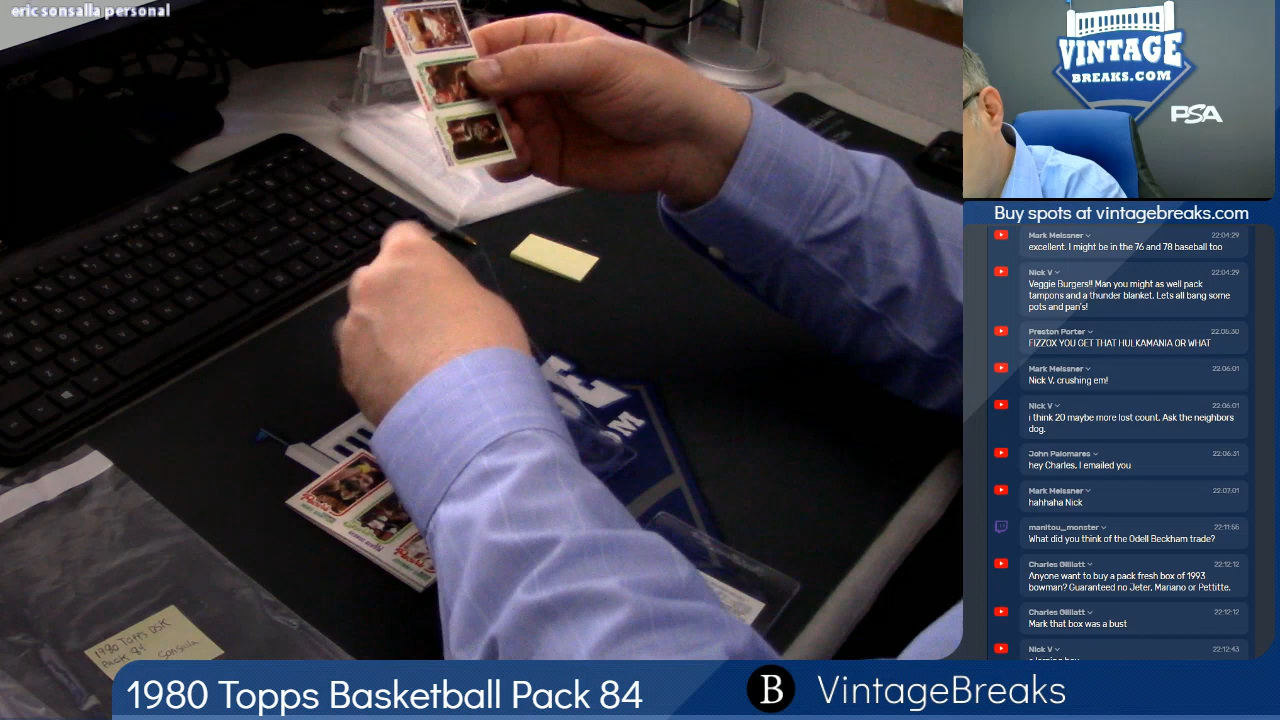 eric sonsalla personal
VINTAGE
BREAKS.COM
PSA
Buy spots at vintagebreaks.com
Mark Meissner 22:04:29
excellent. I might be in the 76 and 78 baseball too
Nick V 22:04:29
Veggie Burgers!! Man you might as well pack
tampons and a thunder blanket. Lets all bang some
pots and pan's!
Preston Porter 22:05:30
FIZZOX YOU GET THAT HULKAMANIA OR WHAT
Mark Meissner 22:06:01
Nick V. crushing em!
Nick V 22:06:01
i think 20 maybe more lost count. Ask the neighbors
dog.
John Palomares 22:06:31
hey Charles, I emailed you
Mark Meissner 22:07:01
hahhaha Nick
manitou_monster 22:11:56
What did you think of the Odell Beckham trade?
Charles Gilliatt 22:12:12
Anyone want to buy a pack fresh box of 1993
bowman? Guaranteed no Jeter, Mariano or Pettitte.
Charles Gilliatt 22:12:12
Mark that box was a bust
Nick V 22:12:43
1980 Topps BSK
Pack 84 Sonsalla
1980 Topps Basketball Pack 84
B VintageBreaks